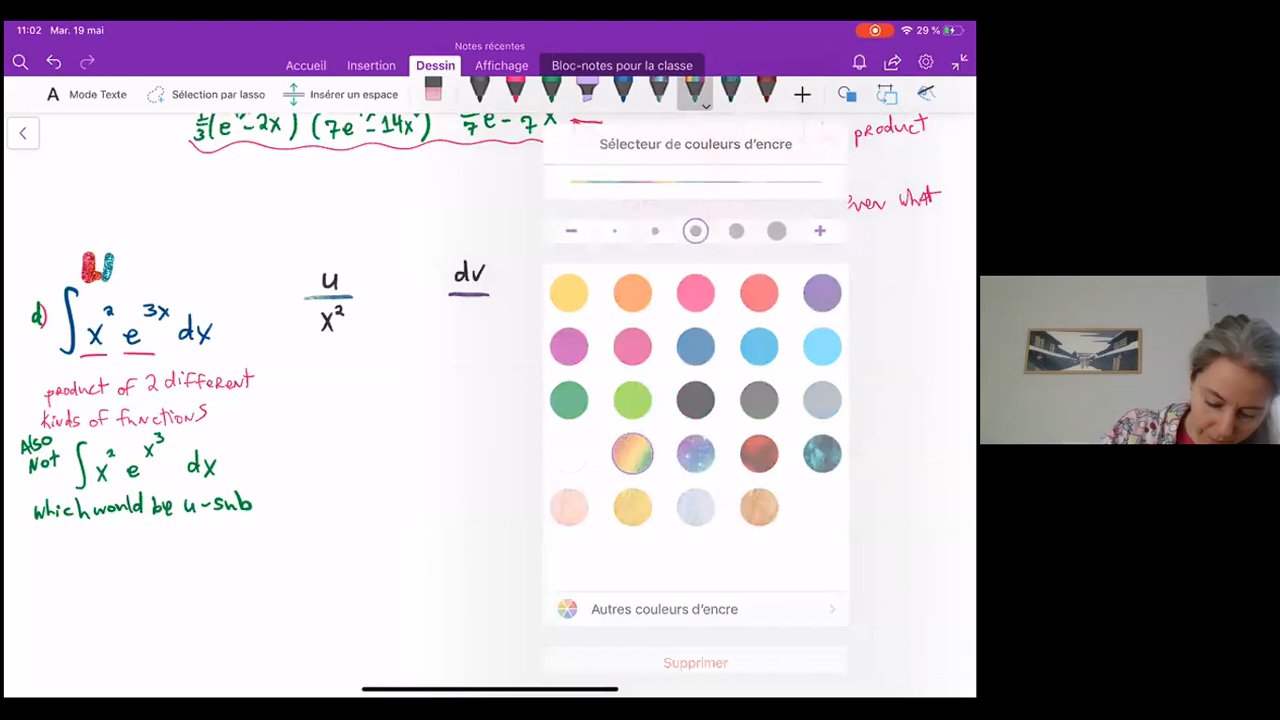 11:02 Mar. 19 mai
29 %
Notes récentes
Accueil Insertion Dessin Affichage Bloc-notes pour la classe
A Mode Texte Sélection par lasso Insérer un espace
product
what
Sélecteur de couleurs d'encre
u
dv
d) ∫ x² e^3x dx
x²
product of 2 different
kinds of functions
Also
Not ∫ x² e^x³ dx
which would be u-sub
Autres couleurs d'encre
Supprimer